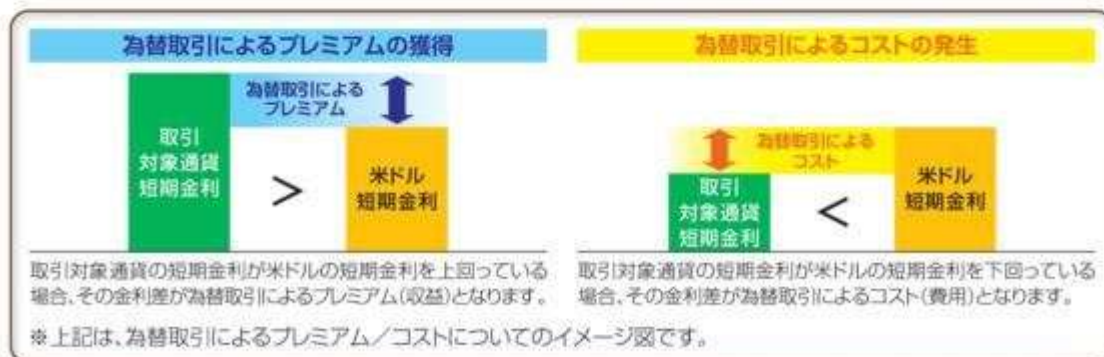 為替取引によるプレミアムの獲得
為替取引による
プレミアム
取引
対象通貨
短期金利
>
米ドル
短期金利
取引対象通貨の短期金利が米ドルの短期金利を上回っている
場合、その金利差が為替取引によるプレミアム(収益)となります。
為替取引によるコストの発生
為替取引による
コスト
取引
対象通貨
短期金利
<
米ドル
短期金利
取引対象通貨の短期金利が米ドルの短期金利を下回っている
場合、その金利差が為替取引によるコスト(費用)となります。
※上記は、為替取引によるプレミアム／コストについてのイメージ図です。